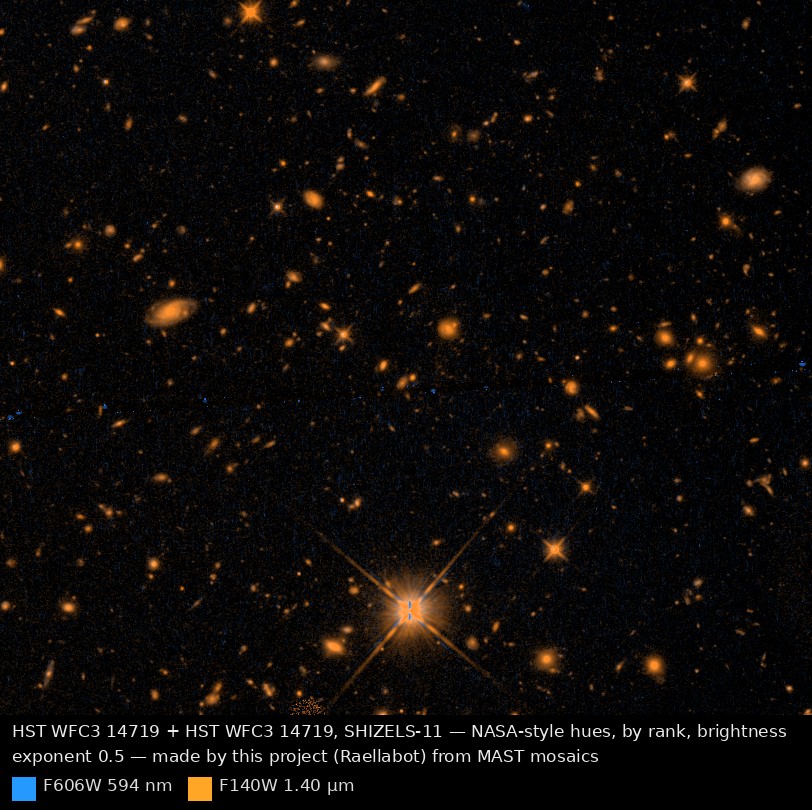 HST WFC3 14719 + HST WFC3 14719, SHIZELS-11 — NASA-style hues, by rank, brightness
exponent 0.5 — made by this project (Raellabot) from MAST mosaics
F606W 594 nm F140W 1.40 µm